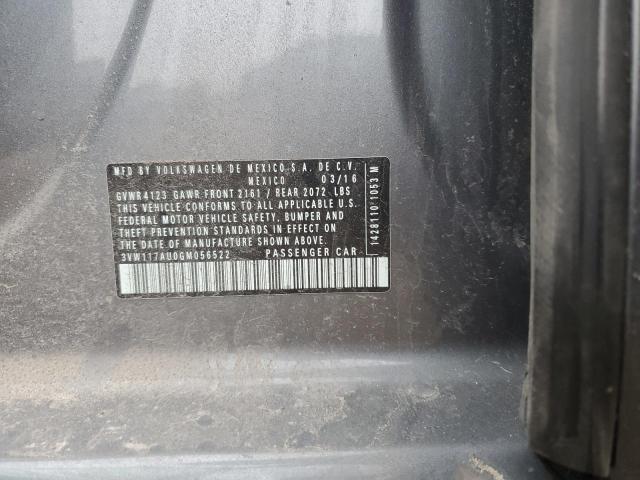 MFD BY VOLKSWAGEN DE MEXICO S.A. DE C.V.
MEXICO 03/16
GVWR4123 GAWR FRONT 2161 / REAR 2072 LBS
THIS VEHICLE CONFORMS TO ALL APPLICABLE U.S.
FEDERAL MOTOR VEHICLE SAFETY, BUMPER AND
THEFT PREVENTION STANDARDS IN EFFECT ON
THE DATE OF MANUFACTURE SHOWN ABOVE.
3VW117AU0GM056522 PASSENGER CAR
1428110 1053 M